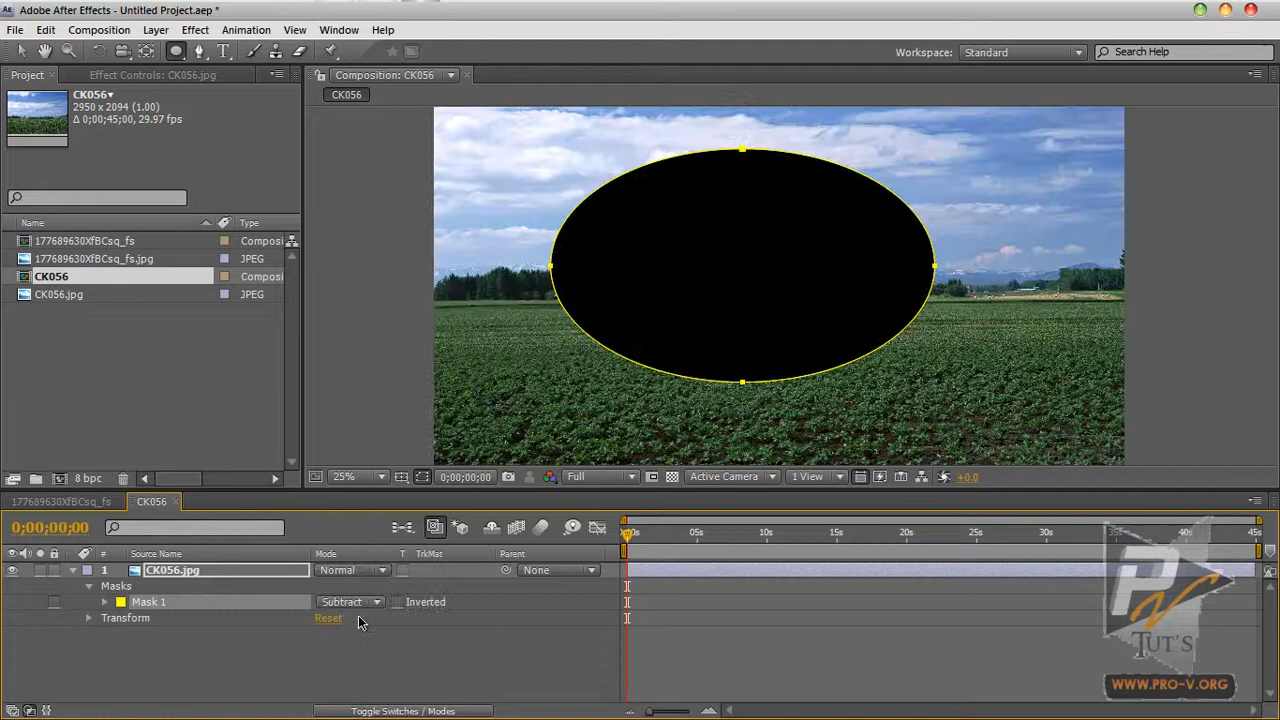 Adobe After Effects - Untitled Project.aep *
File Edit Composition Layer Effect Animation View Window Help
Workspace: Standard Search Help
Project Effect Controls: CK056.jpg Composition: CK056
CK056
CK056
2950 x 2094 (1.00)
Δ 0;00;45;00, 29.97 fps
Name Type
177689630XfBCsq_fs Composi
177689630XfBCsq_fs.jpg JPEG
CK056 Composi
CK056.jpg JPEG
8 bpc 25% 0;00;00;00 Full Active Camera 1 View +0.0
177689630XfBCsq_fs CK056
0;00;00;00
00s 05s 10s 15s 20s 25s 30s 35s 40s 45s
# Source Name Mode T TrkMat Parent
1 CK056.jpg Normal None
Masks
Mask 1 Subtract Inverted
Transform Reset
Toggle Switches / Modes
PV
TUT'S
WWW.PRO-V.ORG